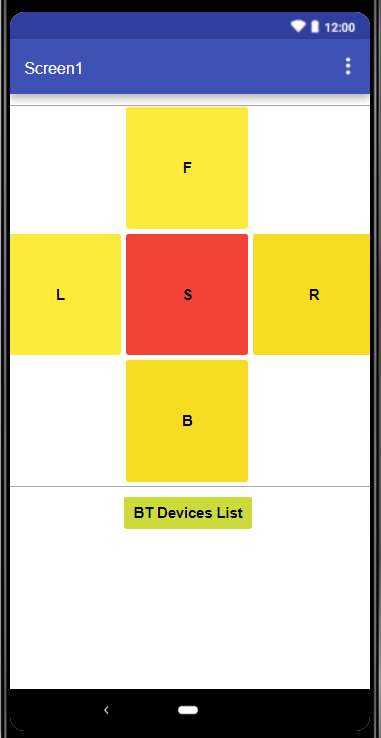 12:00
Screen1
F
L S R
B
BT Devices List